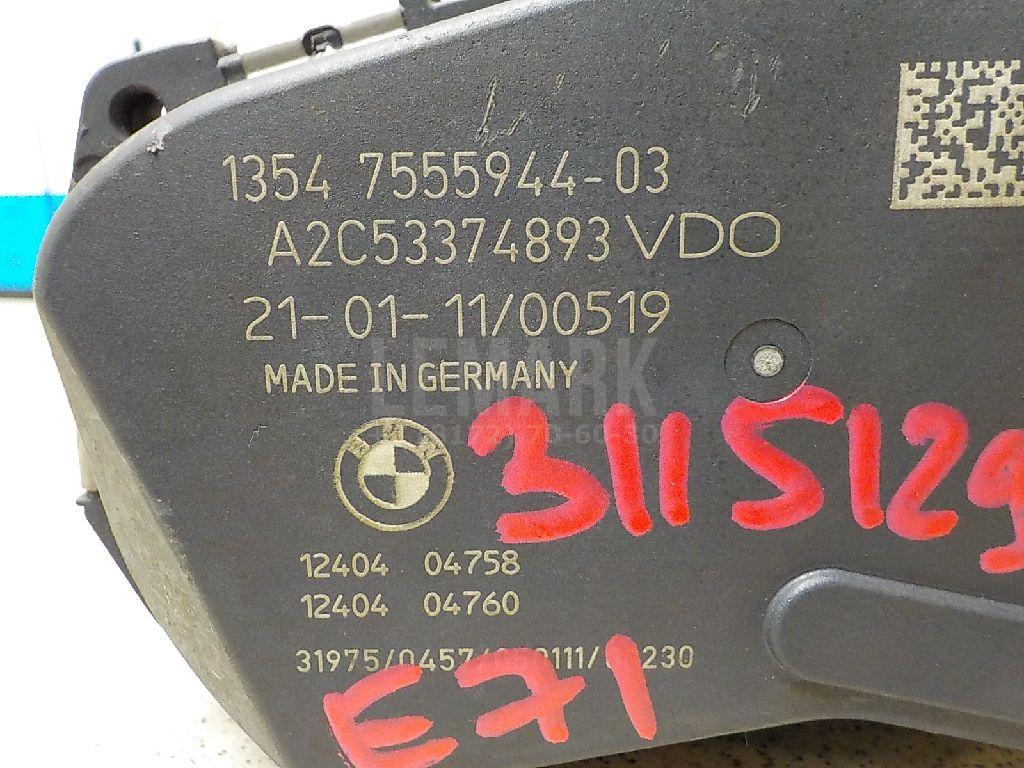 1354 7555944-03
A2C53374893 VDO
21-01-11/00519
MADE IN GERMANY
LEMARK
BMW
3115129
12404 04758
12404 04760
E71